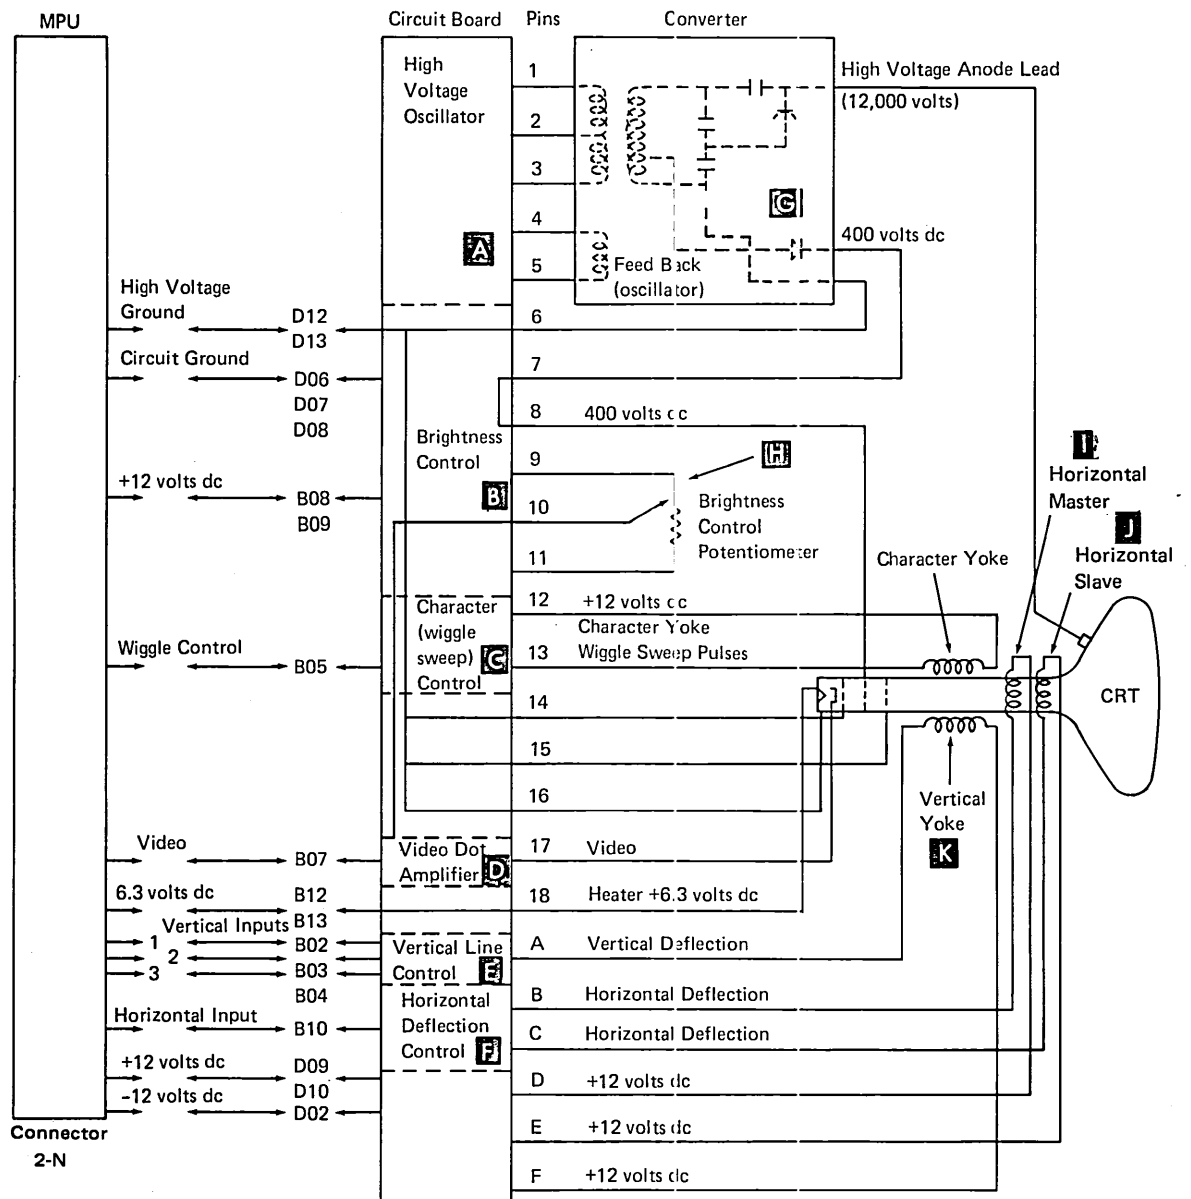 MPU
Circuit Board
Pins
Converter
High
Voltage
Oscillator
A
1
2
3
4
5
6
7
8
9
10
11
12
13
14
15
16
17
18
A
B
C
D
E
F
G
Feed Back
(oscillator)
High Voltage Anode Lead
(12,000 volts)
400 volts dc
High Voltage
Ground
D12
D13
Circuit Ground
D06
D07
D08
400 volts dc
Brightness
Control
B
H
Brightness
Control
Potentiometer
+12 volts dc
B08
B09
I
Horizontal
Master
J
Horizontal
Slave
Character Yoke
+12 volts dc
Character Yoke
Wiggle Sweep Pulses
Character
(wiggle
sweep)
Control
C
Wiggle Control
B05
CRT
Vertical
Yoke
K
Video
B07
Video Dot
Amplifier
D
Video
6.3 volts dc
B12
B13
Heater +6.3 volts dc
Vertical Inputs
1
2
3
B02
B03
B04
Vertical Line
Control
E
Vertical Deflection
Horizontal Deflection
Horizontal Deflection
Horizontal
Deflection
Control
F
Horizontal Input
B10
+12 volts dc
D09
D10
-12 volts dc
D02
+12 volts dc
+12 volts dc
+12 volts dc
Connector
2-N